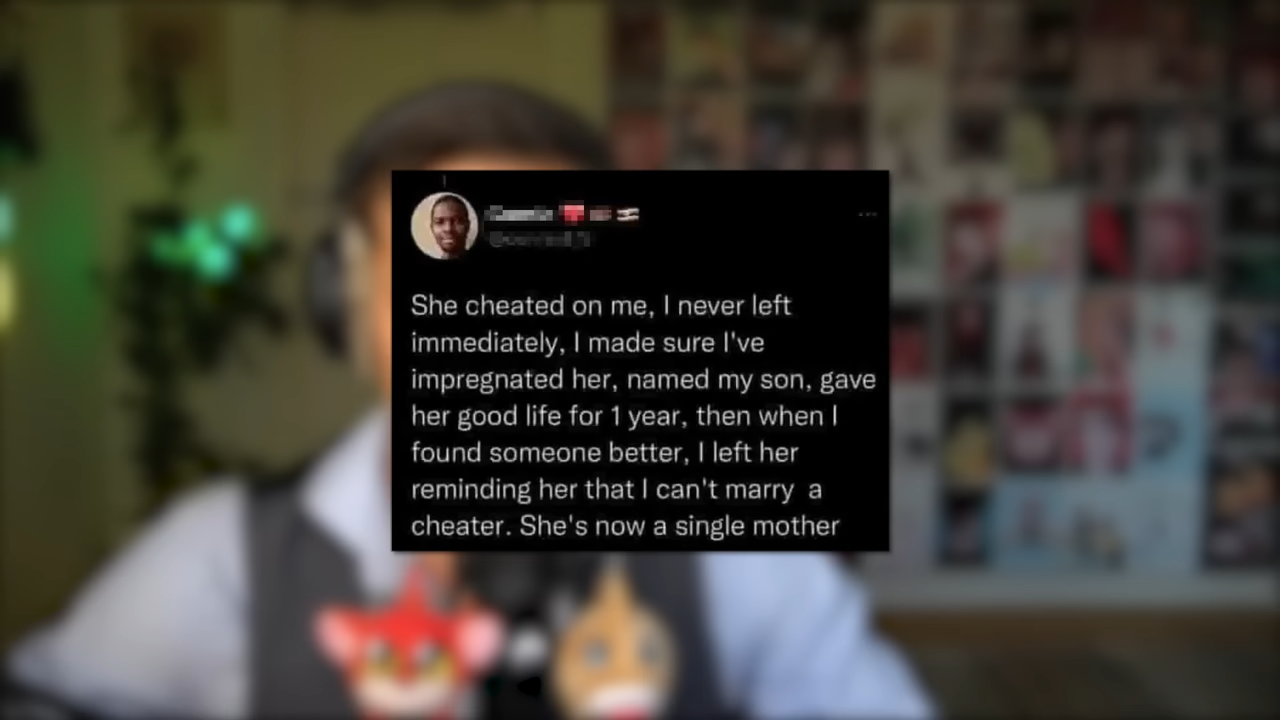 She cheated on me, I never left
immediately, I made sure I've
impregnated her, named my son, gave
her good life for 1 year, then when I
found someone better, I left her
reminding her that I can't marry a
cheater. She's now a single mother